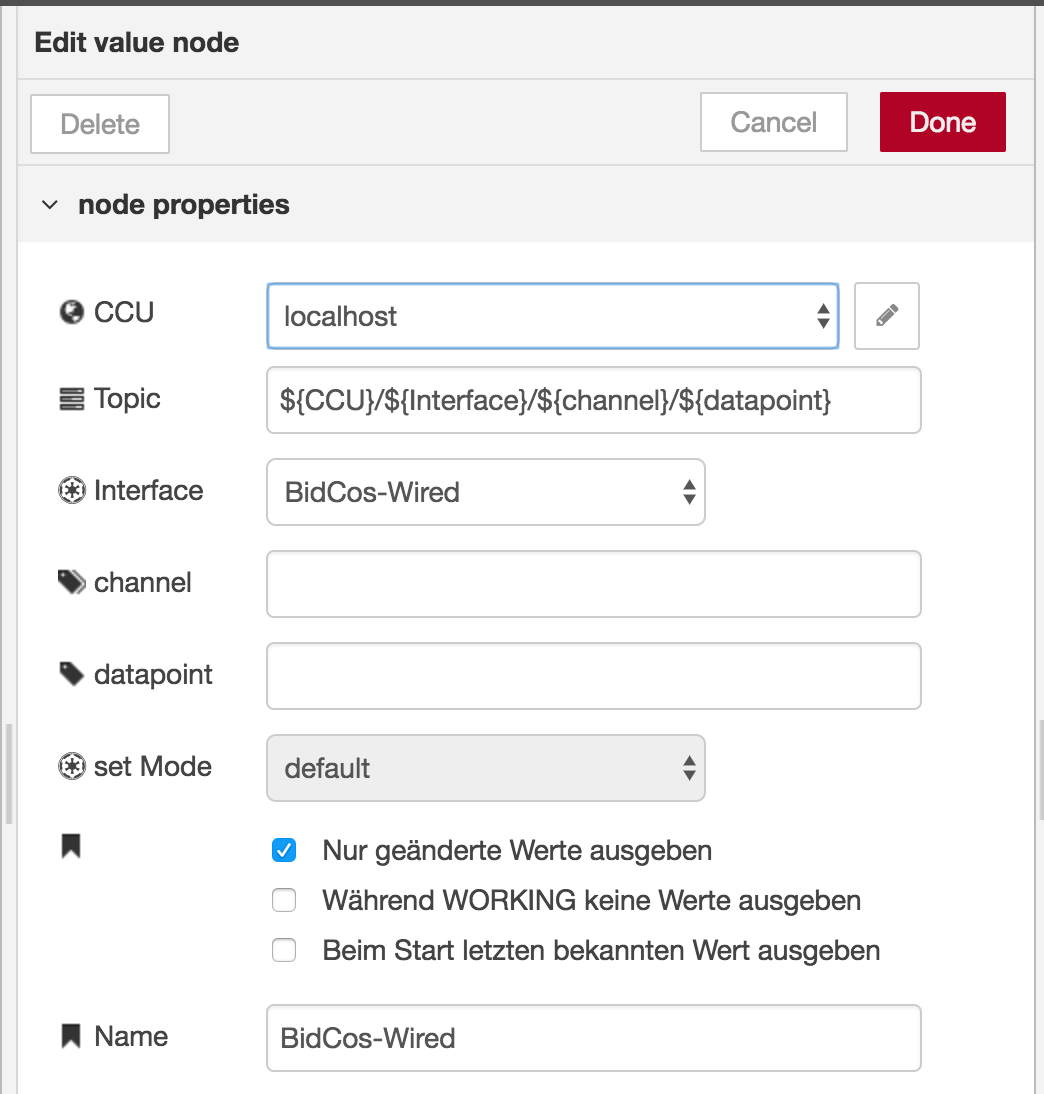 Edit value node
Delete
Cancel
Done
node properties
CCU
localhost
Topic
${CCU}/${Interface}/${channel}/${datapoint}
Interface
BidCos-Wired
channel
datapoint
set Mode
default
Nur geänderte Werte ausgeben
Während WORKING keine Werte ausgeben
Beim Start letzten bekannten Wert ausgeben
Name
BidCos-Wired